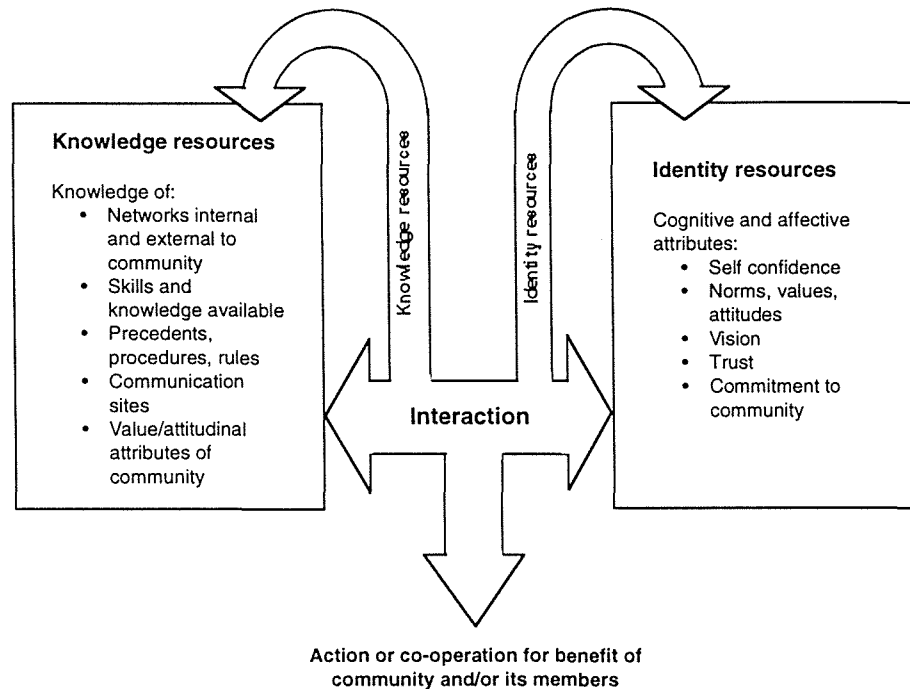 Knowledge resources
Knowledge of:
• Networks internal
and external to
community
• Skills and
knowledge available
• Precedents,
procedures, rules
• Communication
sites
• Value/attitudinal
attributes of
community
Knowledge resources
Interaction
Identity resources
Identity resources
Cognitive and affective
attributes:
• Self confidence
• Norms, values,
attitudes
• Vision
• Trust
• Commitment to
community
Action or co-operation for benefit of
community and/or its members